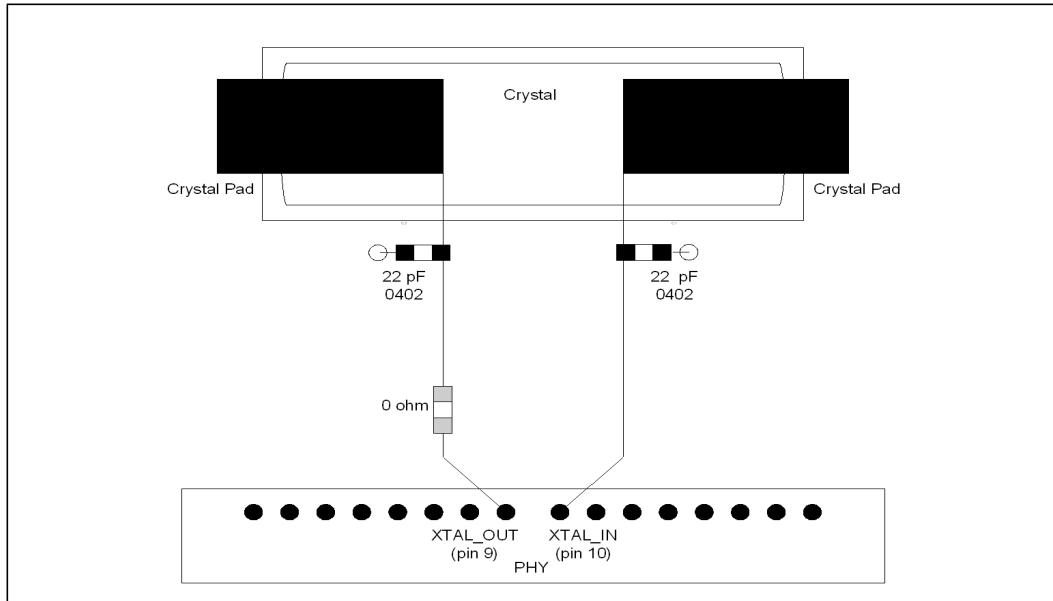 Crystal
Crystal Pad
Crystal Pad
22 pF
0402
22 pF
0402
0 ohm
XTAL_OUT
(pin 9)
XTAL_IN
(pin 10)
PHY